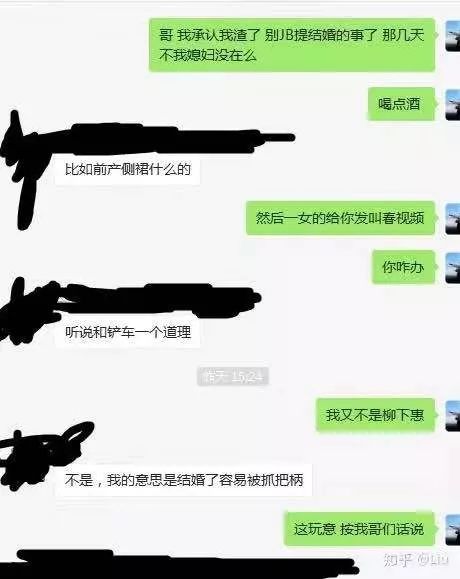 哥 我承认我渣了 别JB提结婚的事了 那几天
不我媳妇没在么
喝点酒
比如前产侧裙什么的
然后一女的给你发叫春视频
你咋办
听说和铲车一个道理
昨天 15:24
我又不是柳下惠
不是，我的意思是结婚了容易被抓把柄
这玩意 按我哥们话说
知乎 @Liu